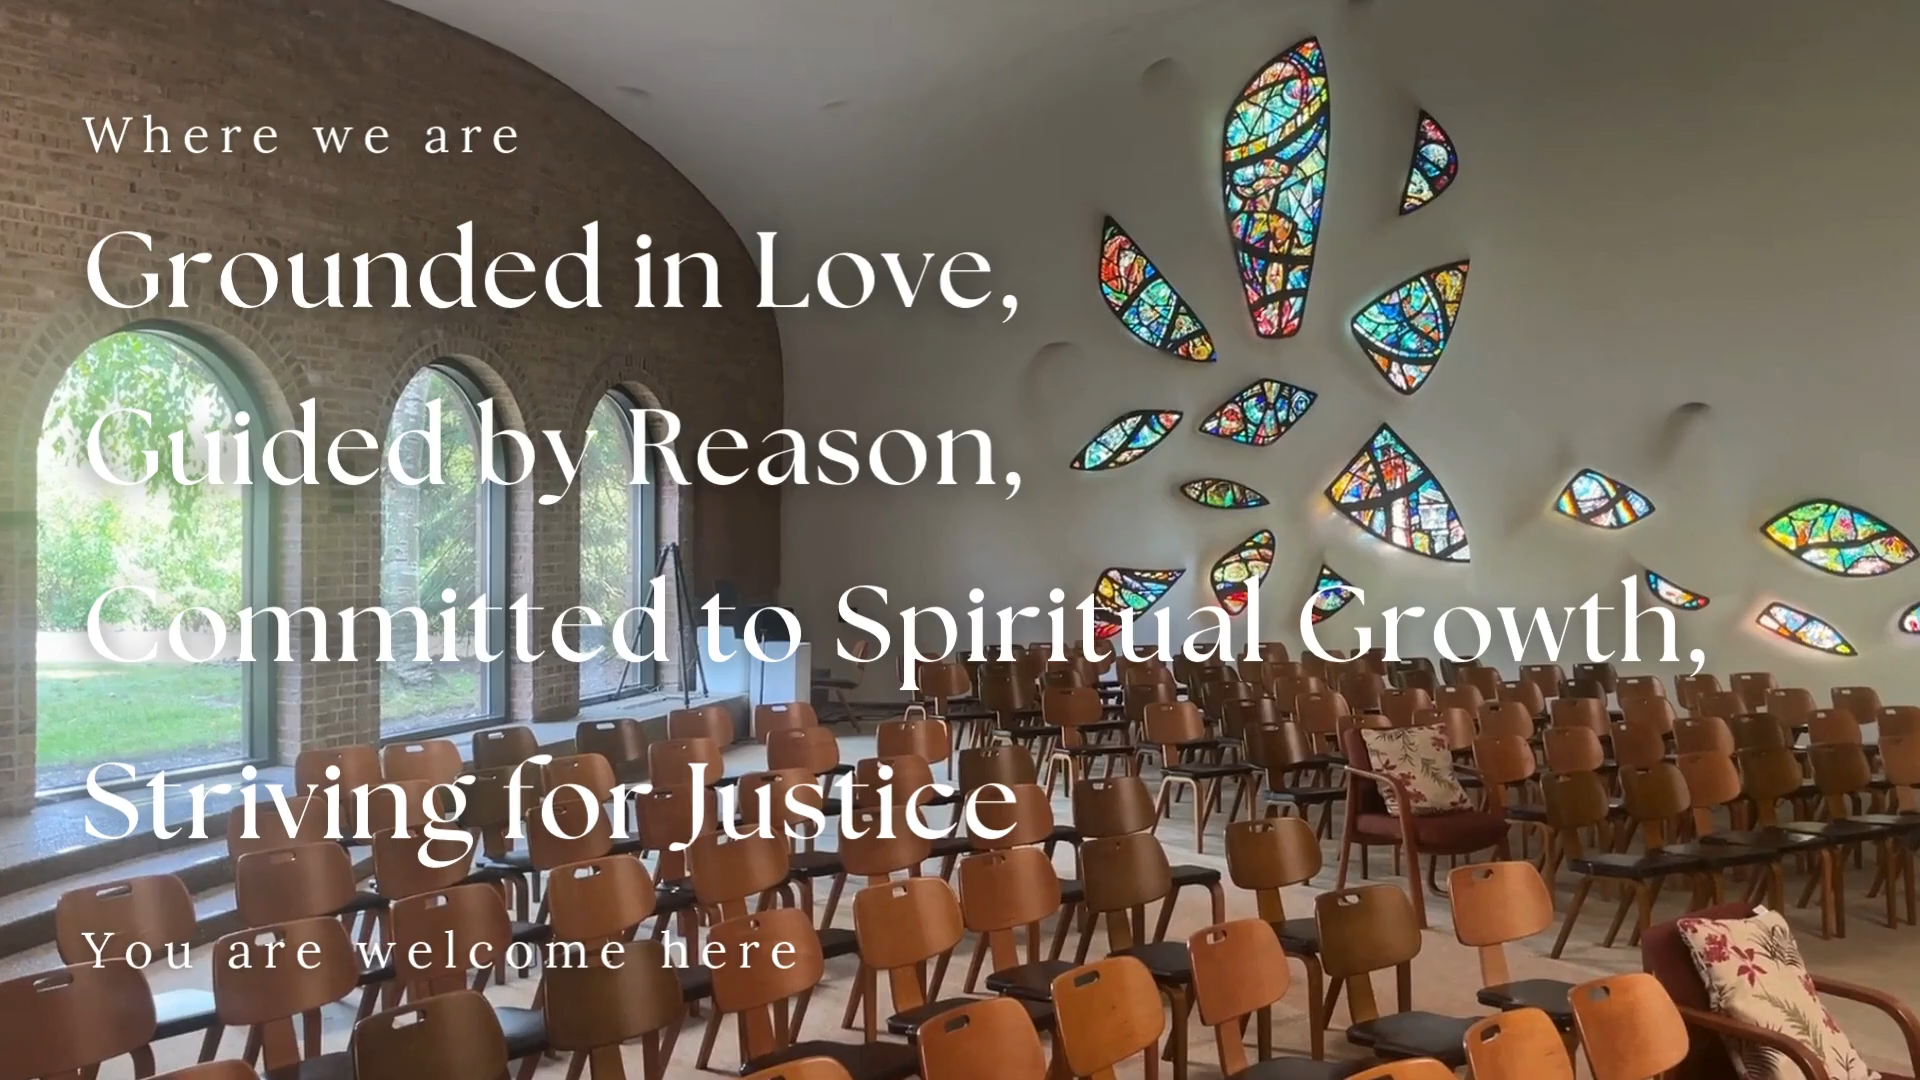 Where we are
Grounded in Love,
Guided by Reason,
Committed to Spiritual Growth,
Striving for Justice
You are welcome here